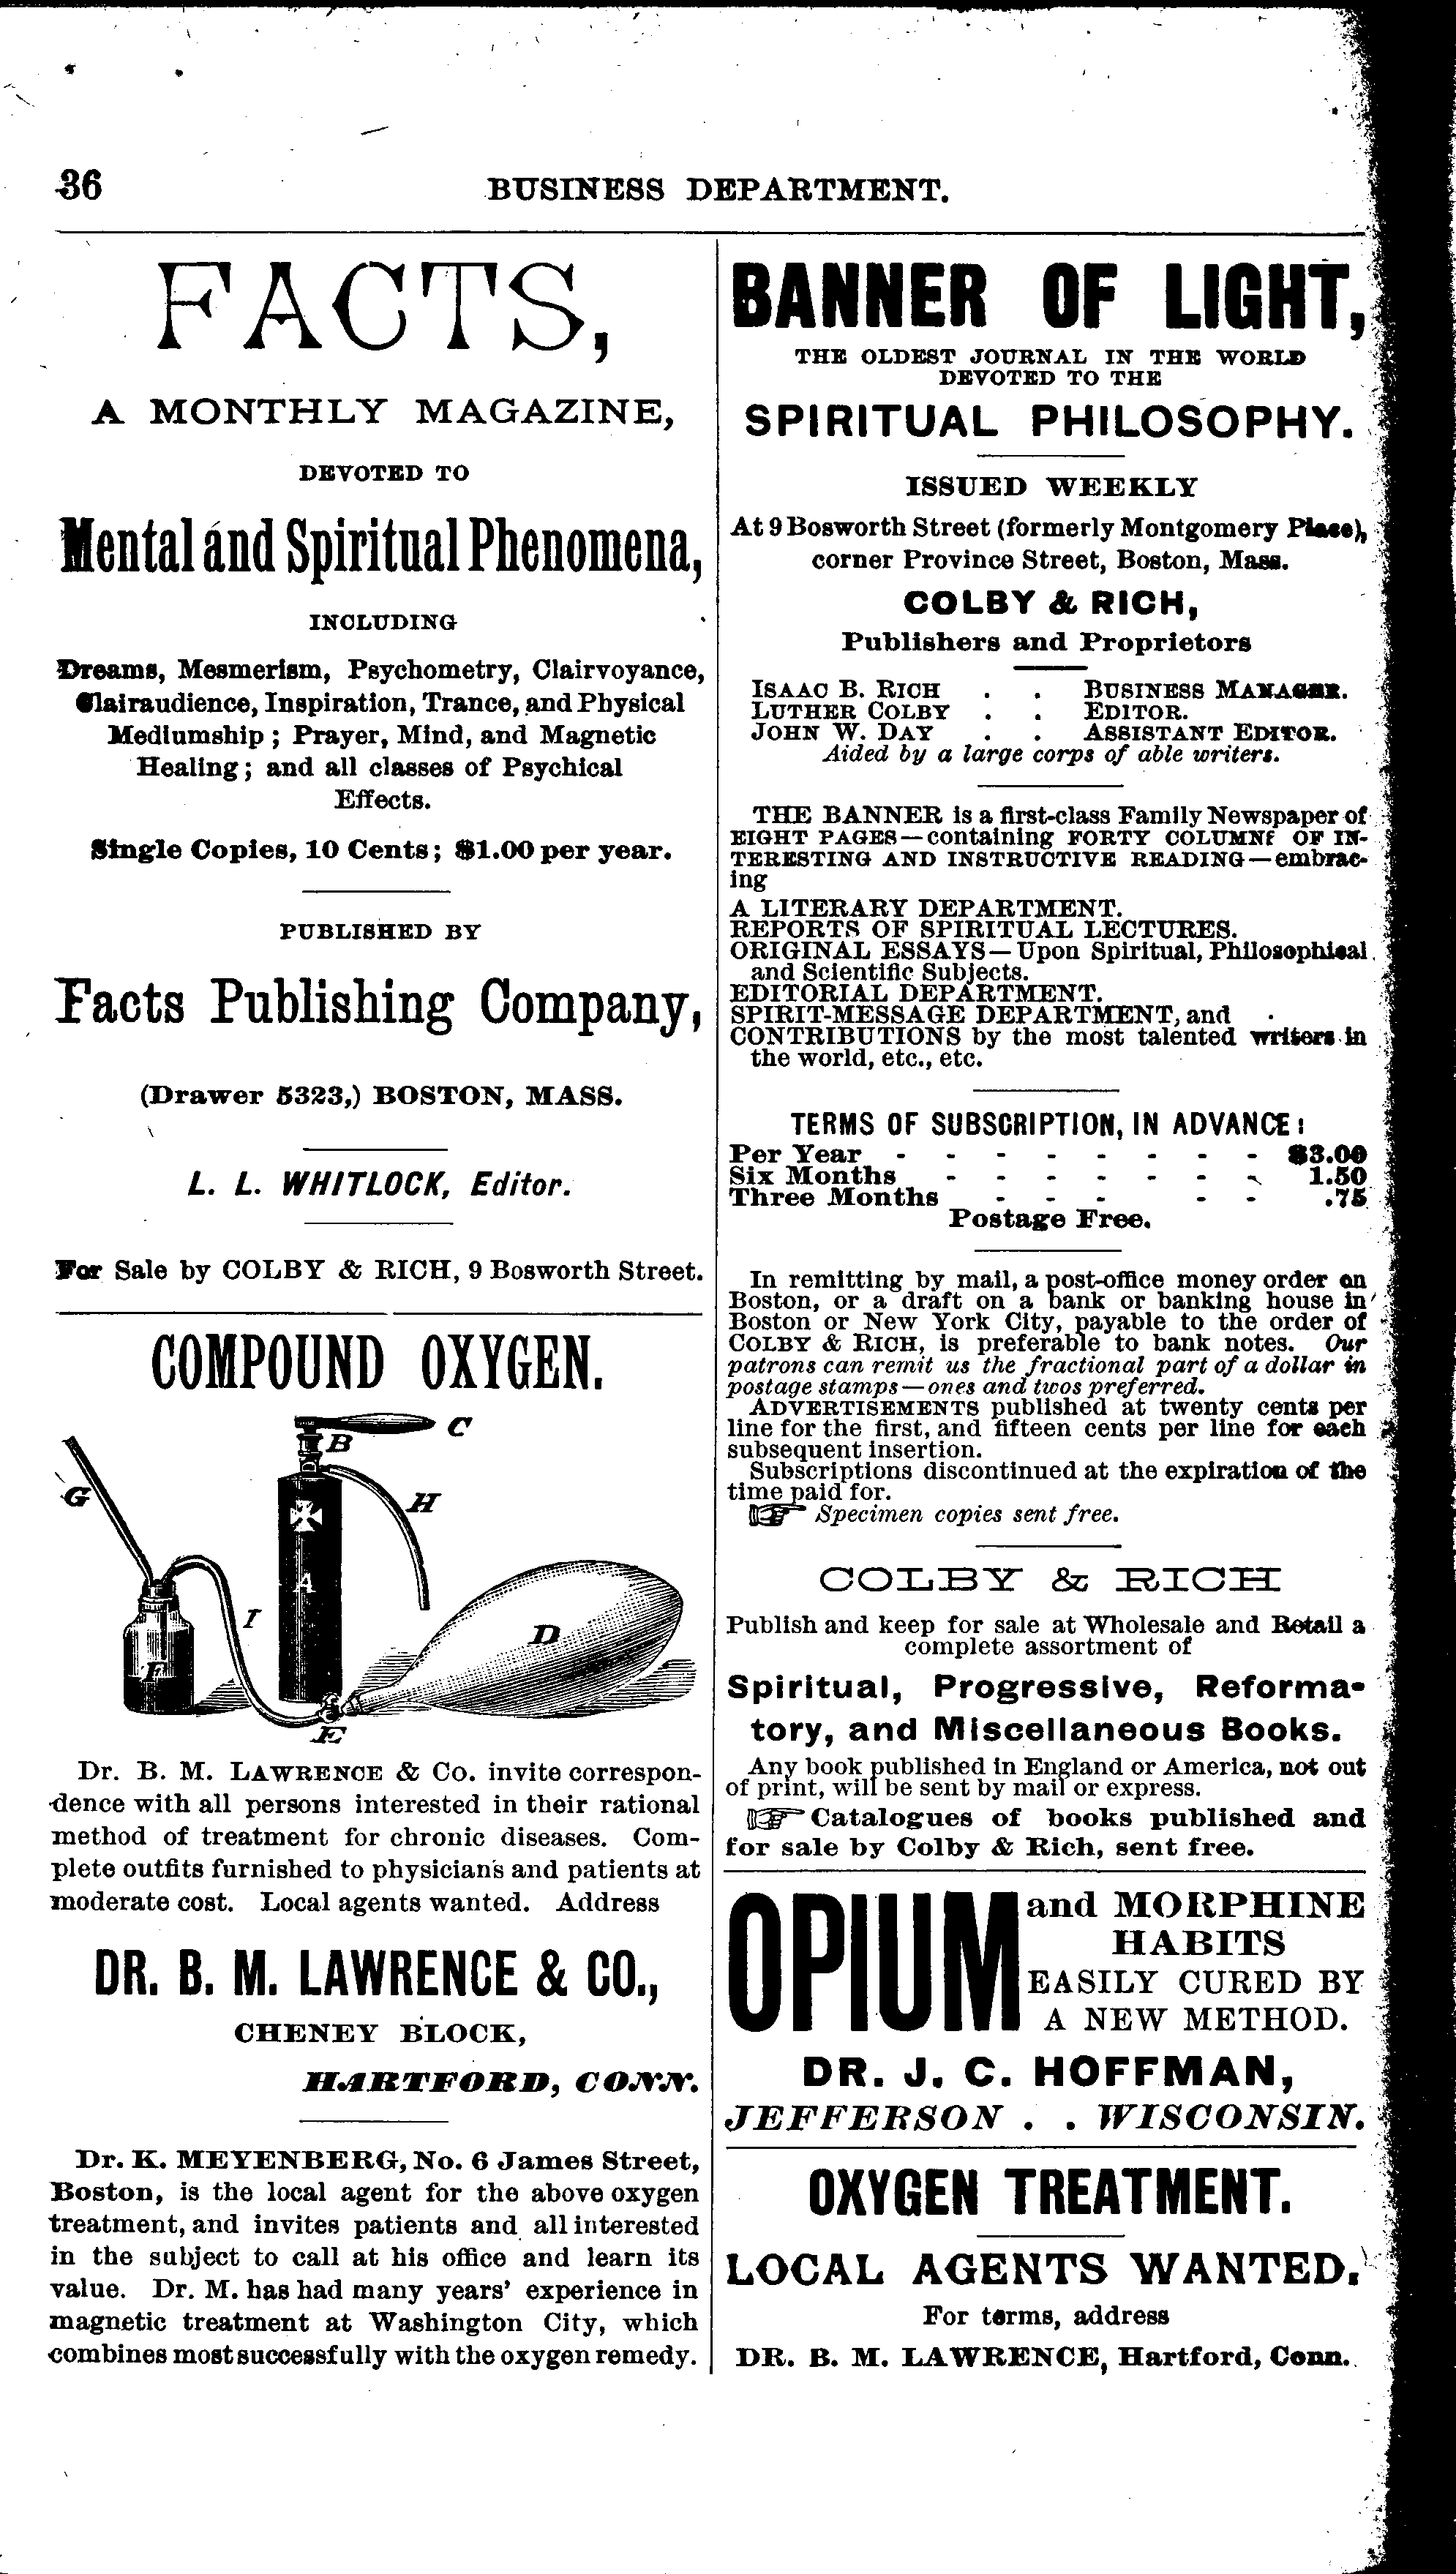 36
BUSINESS DEPARTMENT.
FACTS,
A MONTHLY MAGAZINE,
DEVOTED TO
Mental and Spiritual Phenomena,
INCLUDING
Dreams, Mesmerism, Psychometry, Clairvoyance,
Clairaudience, Inspiration, Trance, and Physical
Mediumship ; Prayer, Mind, and Magnetic
Healing ; and all classes of Psychical
Effects.
Single Copies, 10 Cents ; $1.00 per year.
PUBLISHED BY
Facts Publishing Company,
(Drawer 5323,) BOSTON, MASS.
L. L. WHITLOCK, Editor.
For Sale by COLBY & RICH, 9 Bosworth Street.
COMPOUND OXYGEN.
C
B
G
H
A
I
D
F
E
Dr. B. M. LAWRENCE & Co. invite correspon-
dence with all persons interested in their rational
method of treatment for chronic diseases. Com-
plete outfits furnished to physicians and patients at
moderate cost. Local agents wanted. Address
DR. B. M. LAWRENCE & CO.,
CHENEY BLOCK,
HARTFORD, CONN.
Dr. K. MEYENBERG, No. 6 James Street,
Boston, is the local agent for the above oxygen
treatment, and invites patients and all interested
in the subject to call at his office and learn its
value. Dr. M. has had many years' experience in
magnetic treatment at Washington City, which
combines most successfully with the oxygen remedy.
BANNER OF LIGHT,
THE OLDEST JOURNAL IN THE WORLD
DEVOTED TO THE
SPIRITUAL PHILOSOPHY.
ISSUED WEEKLY
At 9 Bosworth Street (formerly Montgomery Place),
corner Province Street, Boston, Mass.
COLBY & RICH,
Publishers and Proprietors
ISAAC B. RICH . . BUSINESS MANAGER.
LUTHER COLBY . . EDITOR.
JOHN W. DAY . . ASSISTANT EDITOR.
Aided by a large corps of able writers.
THE BANNER is a first-class Family Newspaper of
EIGHT PAGES—containing FORTY COLUMNS OF IN-
TERESTING AND INSTRUCTIVE READING—embrac-
ing
A LITERARY DEPARTMENT.
REPORTS OF SPIRITUAL LECTURES.
ORIGINAL ESSAYS—Upon Spiritual, Philosophical
and Scientific Subjects.
EDITORIAL DEPARTMENT.
SPIRIT-MESSAGE DEPARTMENT, and
CONTRIBUTIONS by the most talented writers in
the world, etc., etc.
TERMS OF SUBSCRIPTION, IN ADVANCE:
Per Year - - - - - - - - $3.00
Six Months - - - - - - - 1.50
Three Months - - - - - .75
Postage Free.
In remitting by mail, a post-office money order on
Boston, or a draft on a bank or banking house in
Boston or New York City, payable to the order of
COLBY & RICH, is preferable to bank notes. Our
patrons can remit us the fractional part of a dollar in
postage stamps—ones and twos preferred.
ADVERTISEMENTS published at twenty cents per
line for the first, and fifteen cents per line for each
subsequent insertion.
Subscriptions discontinued at the expiration of the
time paid for.
☞ Specimen copies sent free.
COLBY & RICH
Publish and keep for sale at Wholesale and Retail a
complete assortment of
Spiritual, Progressive, Reforma-
tory, and Miscellaneous Books.
Any book published in England or America, not out
of print, will be sent by mail or express.
☞ Catalogues of books published and
for sale by Colby & Rich, sent free.
OPIUM and MORPHINE
HABITS
EASILY CURED BY
A NEW METHOD.
DR. J. C. HOFFMAN,
JEFFERSON . . WISCONSIN.
OXYGEN TREATMENT.
LOCAL AGENTS WANTED.
For terms, address
DR. B. M. LAWRENCE, Hartford, Conn.